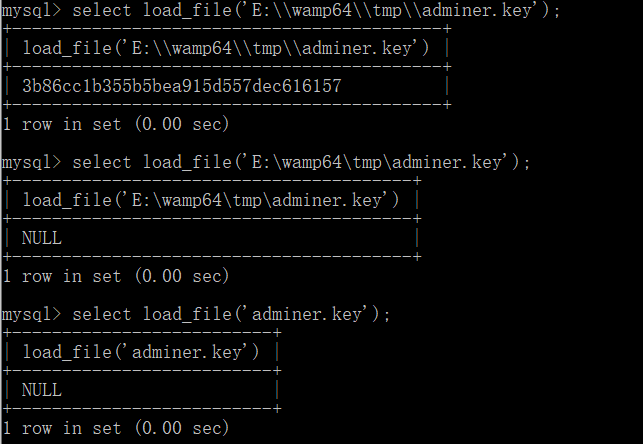 mysql> select load_file('E:\\wamp64\\tmp\\adminer.key');
+------------------------------------------+
| load_file('E:\\wamp64\\tmp\\adminer.key') |
+------------------------------------------+
| 3b86cc1b355b5bea915d557dec616157 |
+------------------------------------------+
1 row in set (0.00 sec)
mysql> select load_file('E:\wamp64\tmp\adminer.key');
+---------------------------------------+
| load_file('E:\wamp64\tmp\adminer.key') |
+---------------------------------------+
| NULL |
+---------------------------------------+
1 row in set (0.00 sec)
mysql> select load_file('adminer.key');
+--------------------------+
| load_file('adminer.key') |
+--------------------------+
| NULL |
+--------------------------+
1 row in set (0.00 sec)